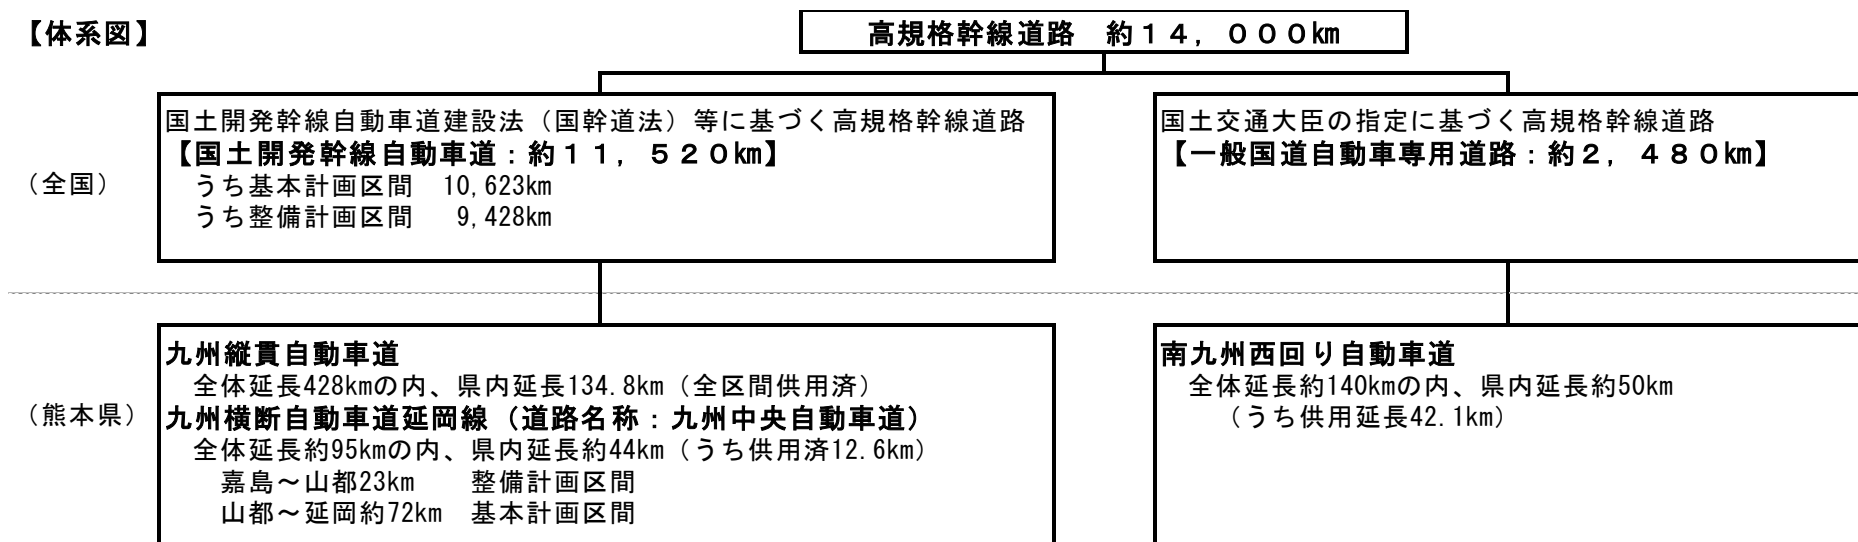 【体系図】
高規格幹線道路　約１４，０００㎞
国土開発幹線自動車道建設法（国幹道法）等に基づく高規格幹線道路
【国土開発幹線自動車道：約１１，５２０㎞】
（全国）
うち基本計画区間　10,623km
うち整備計画区間　 9,428km
国土交通大臣の指定に基づく高規格幹線道路
【一般国道自動車専用道路：約２，４８０㎞】
（熊本県）
九州縦貫自動車道
全体延長428kmの内、県内延長134.8km（全区間供用済）
九州横断自動車道延岡線（道路名称：九州中央自動車道）
全体延長約95kmの内、県内延長約44km（うち供用済12.6km）
嘉島～山都23km　　整備計画区間
山都～延岡約72km　基本計画区間
南九州西回り自動車道
全体延長約140kmの内、県内延長約50km
（うち供用延長42.1km）